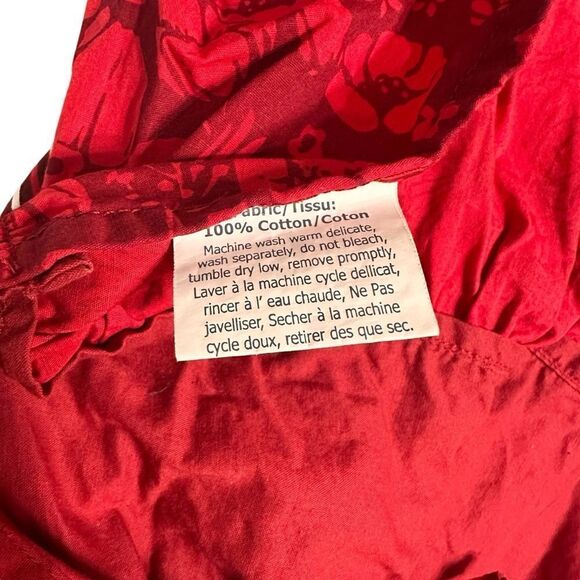 Fabric/Tissu:
100% Cotton/Coton
Machine wash warm delicate,
wash separately, do not bleach,
tumble dry low, remove promptly,
Laver à la machine cycle dellicat,
rincer à l' eau chaude, Ne Pas
javelliser, Secher à la machine
cycle doux, retirer des que sec.